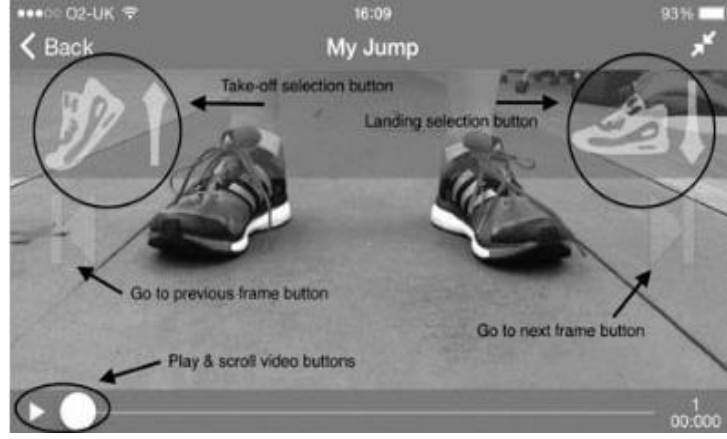 O2-UK 16:09 93%
Back My Jump
Take-off selection button
Landing selection button
Go to previous frame button
Go to next frame button
Play & scroll video buttons
1
00:000